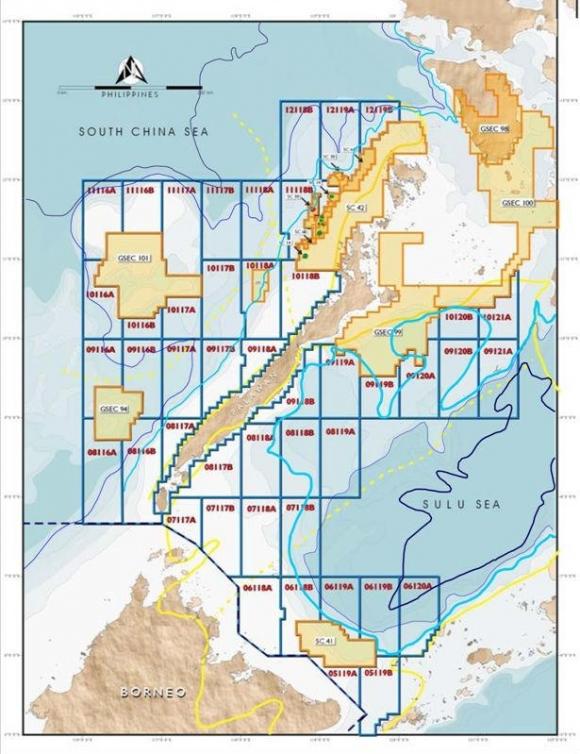 PHILIPPINES
SOUTH CHINA SEA
12118B 12119A 12119B
GSEC 98
11116A 11116B 11117A 11117B 11118A 11118B
SC 42
GSEC 100
GSEC 101
10117B 10118A 10118B
10116A 10116B 10117A
GSEC 99
10120B 10121A
09116A 09116B 09117A 09117B 09118A
09119A 09119B 09120A 09120B 09121A
GSEC 94
09118B
08116A 08116B 08117A 08117B 08118A 08118B 08119A
SULU SEA
07117A 07117B 07118A 07118B
06118A 06118B 06119A 06119B 06120A
SC 41
05119A 05119B
BORNEO